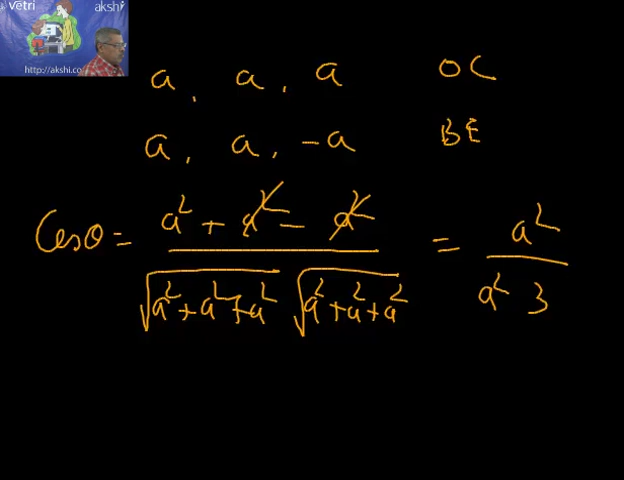 vetri akshi
http://akshi.co
a, a, a OC
a, a, -a BE
Cosθ = (a² + a² - a²) / (√(a²+a²+a²) √(a²+a²+a²)) = a² / (a² 3)